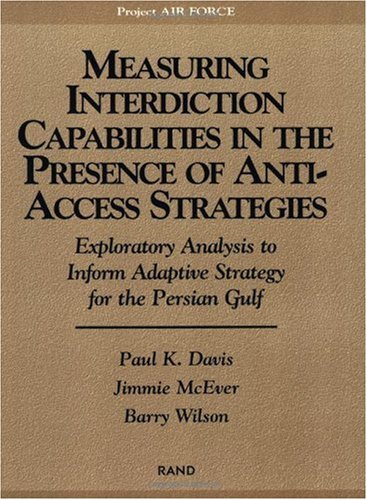 Project AIR FORCE
MEASURING
INTERDICTION
CAPABILITIES IN THE
PRESENCE OF ANTI-
ACCESS STRATEGIES
Exploratory Analysis to
Inform Adaptive Strategy
for the Persian Gulf
Paul K. Davis
Jimmie McEver
Barry Wilson
RAND